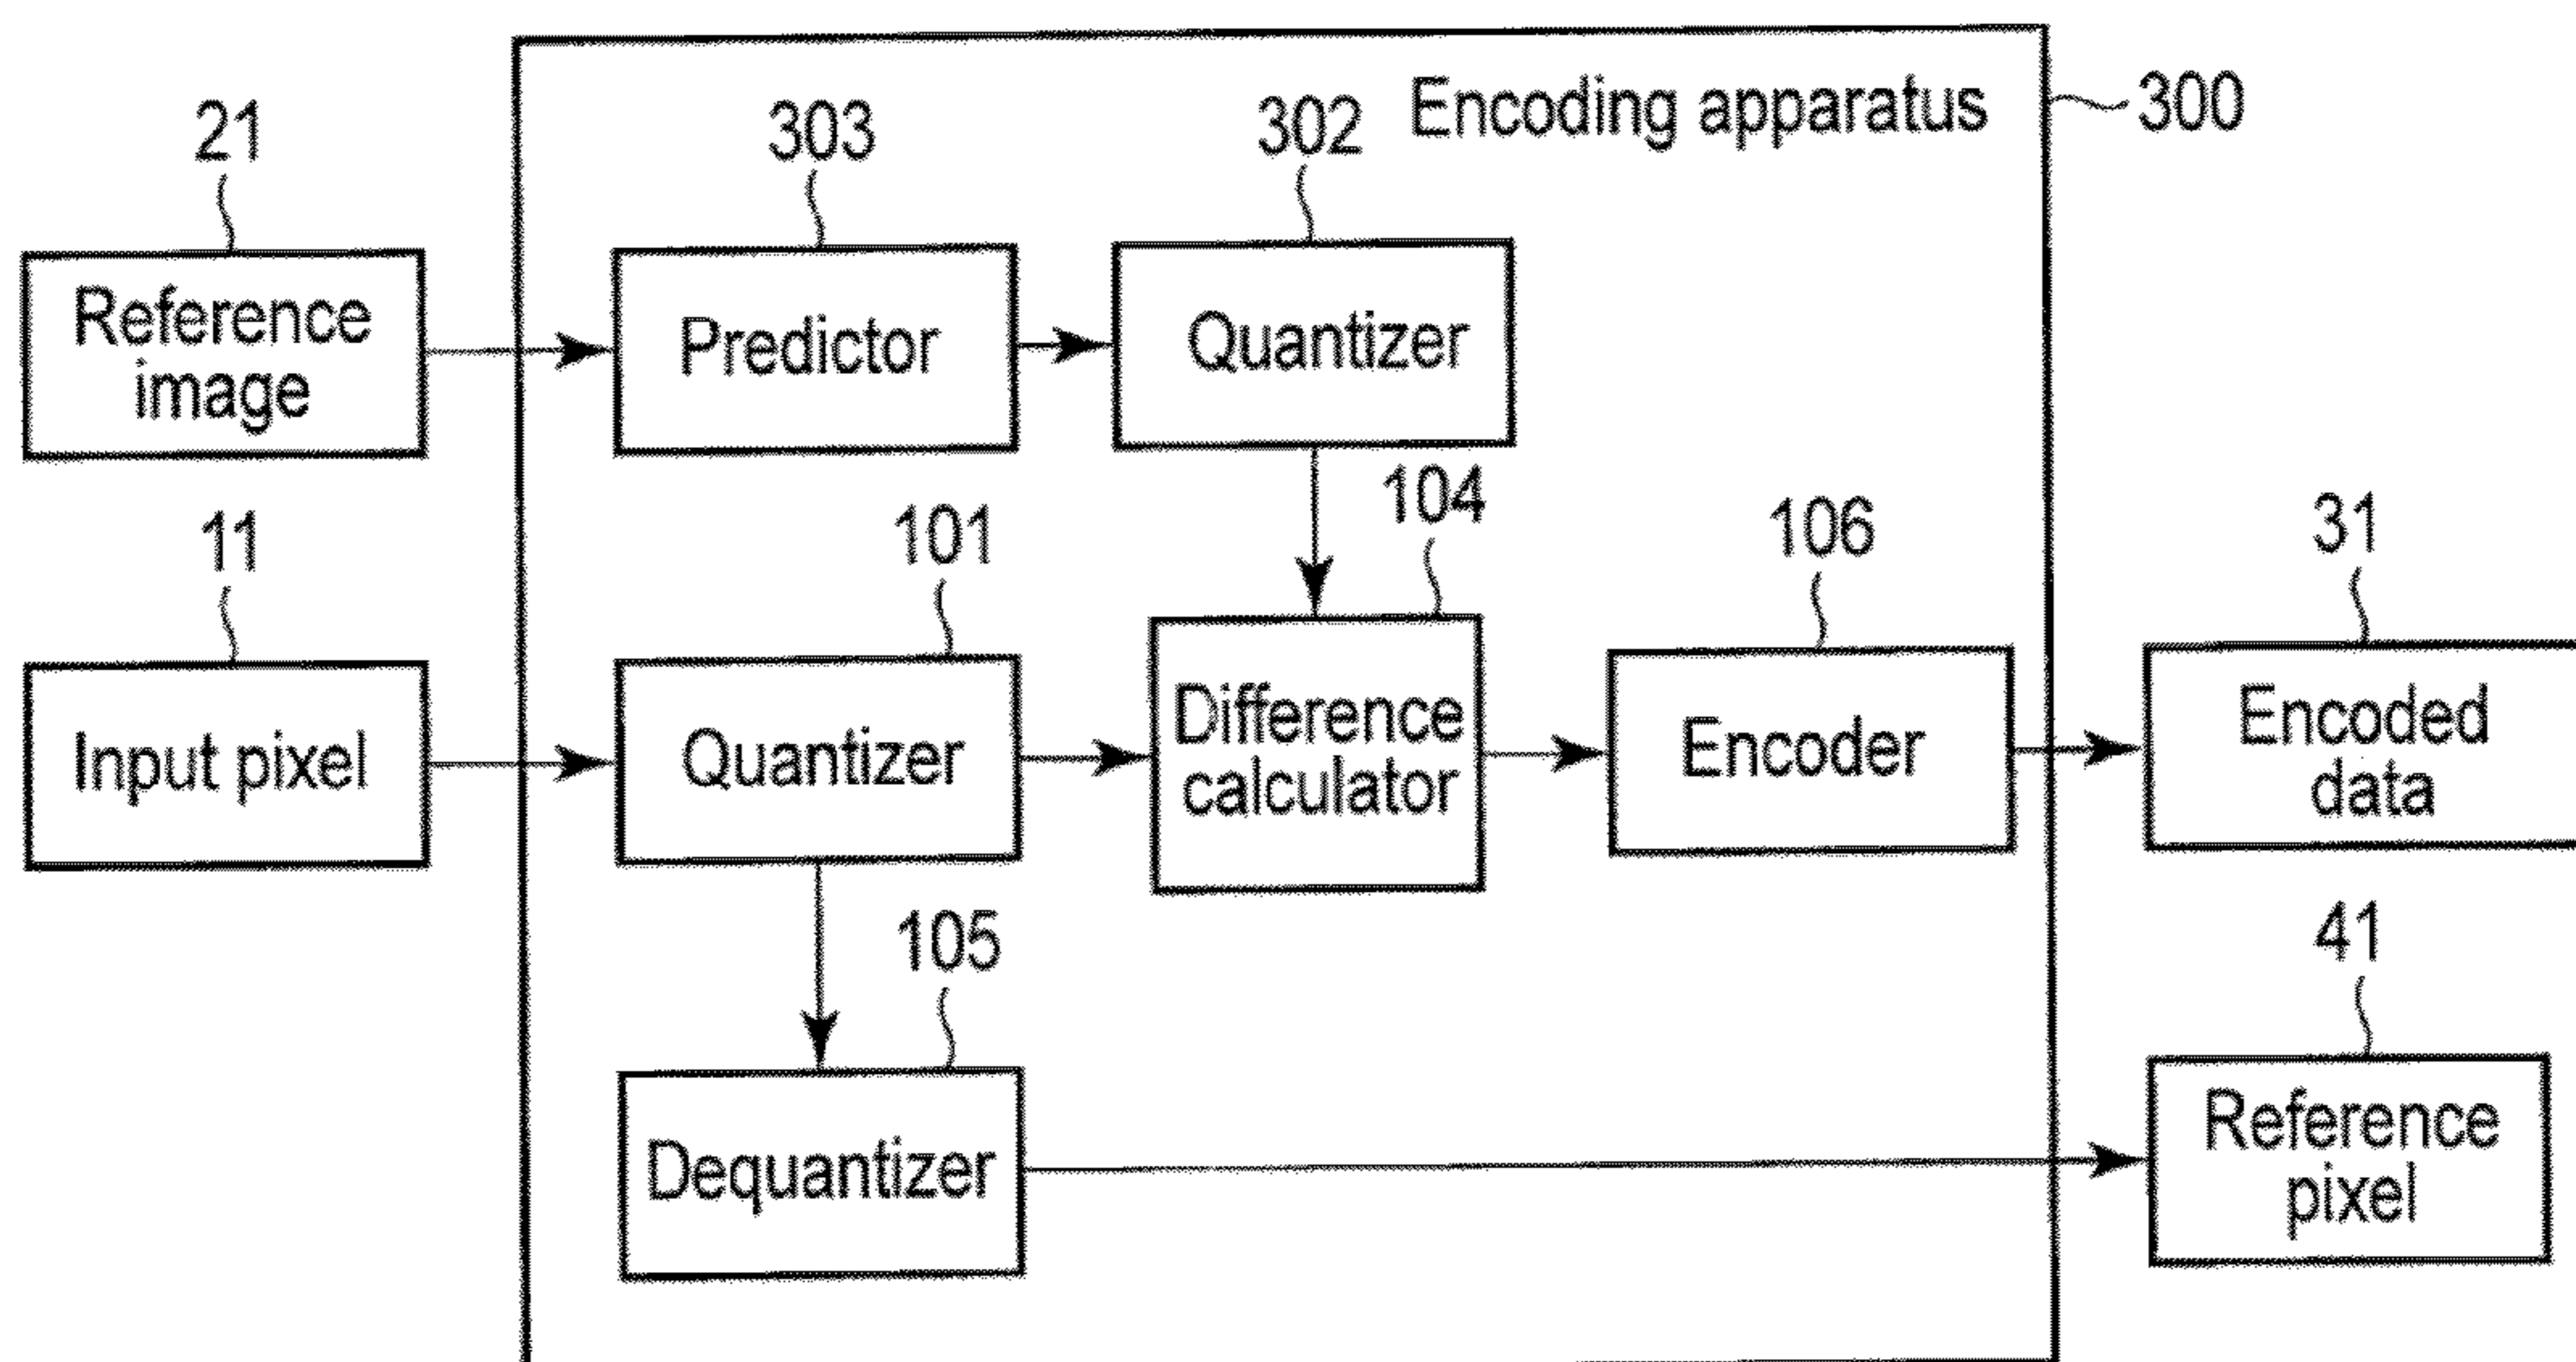 Encoding apparatus
300
21
303
302
Reference
image
Predictor
Quantizer
11
101
104
106
31
Input pixel
Quantizer
Difference
calculator
Encoder
Encoded
data
105
41
Dequantizer
Reference
pixel